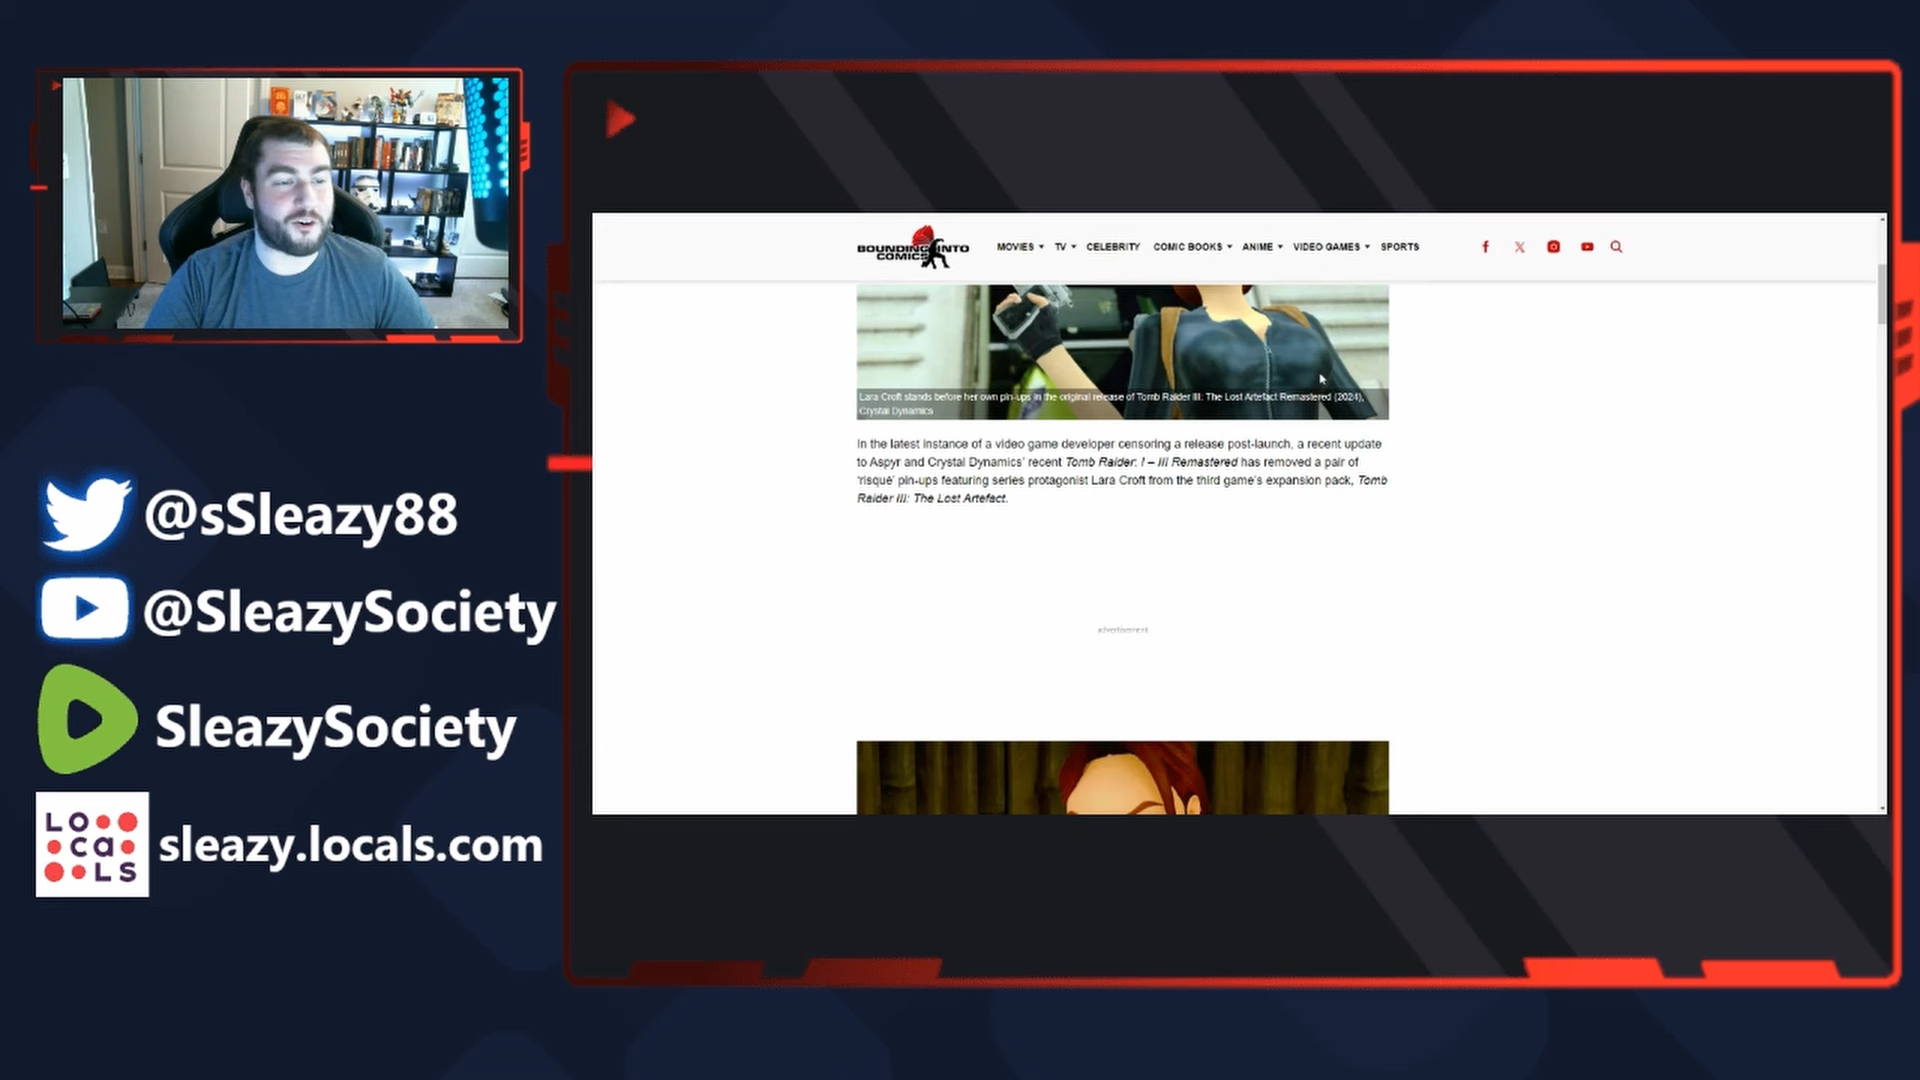 @sSleazy88
@SleazySociety
SleazySociety
LOcaLS
sleazy.locals.com
BOUNDING INTO
COMICS
MOVIES TV CELEBRITY COMIC BOOKS ANIME VIDEO GAMES SPORTS
Lara Croft stands before her own pin-ups in the original release of Tomb Raider III: The Lost Artefact Remastered (2024),
Crystal Dynamics
In the latest instance of a video game developer censoring a release post-launch, a recent update
to Aspyr and Crystal Dynamics' recent Tomb Raider: I – III Remastered has removed a pair of
'risqué' pin-ups featuring series protagonist Lara Croft from the third game's expansion pack, Tomb
Raider III: The Lost Artefact.
advertisement